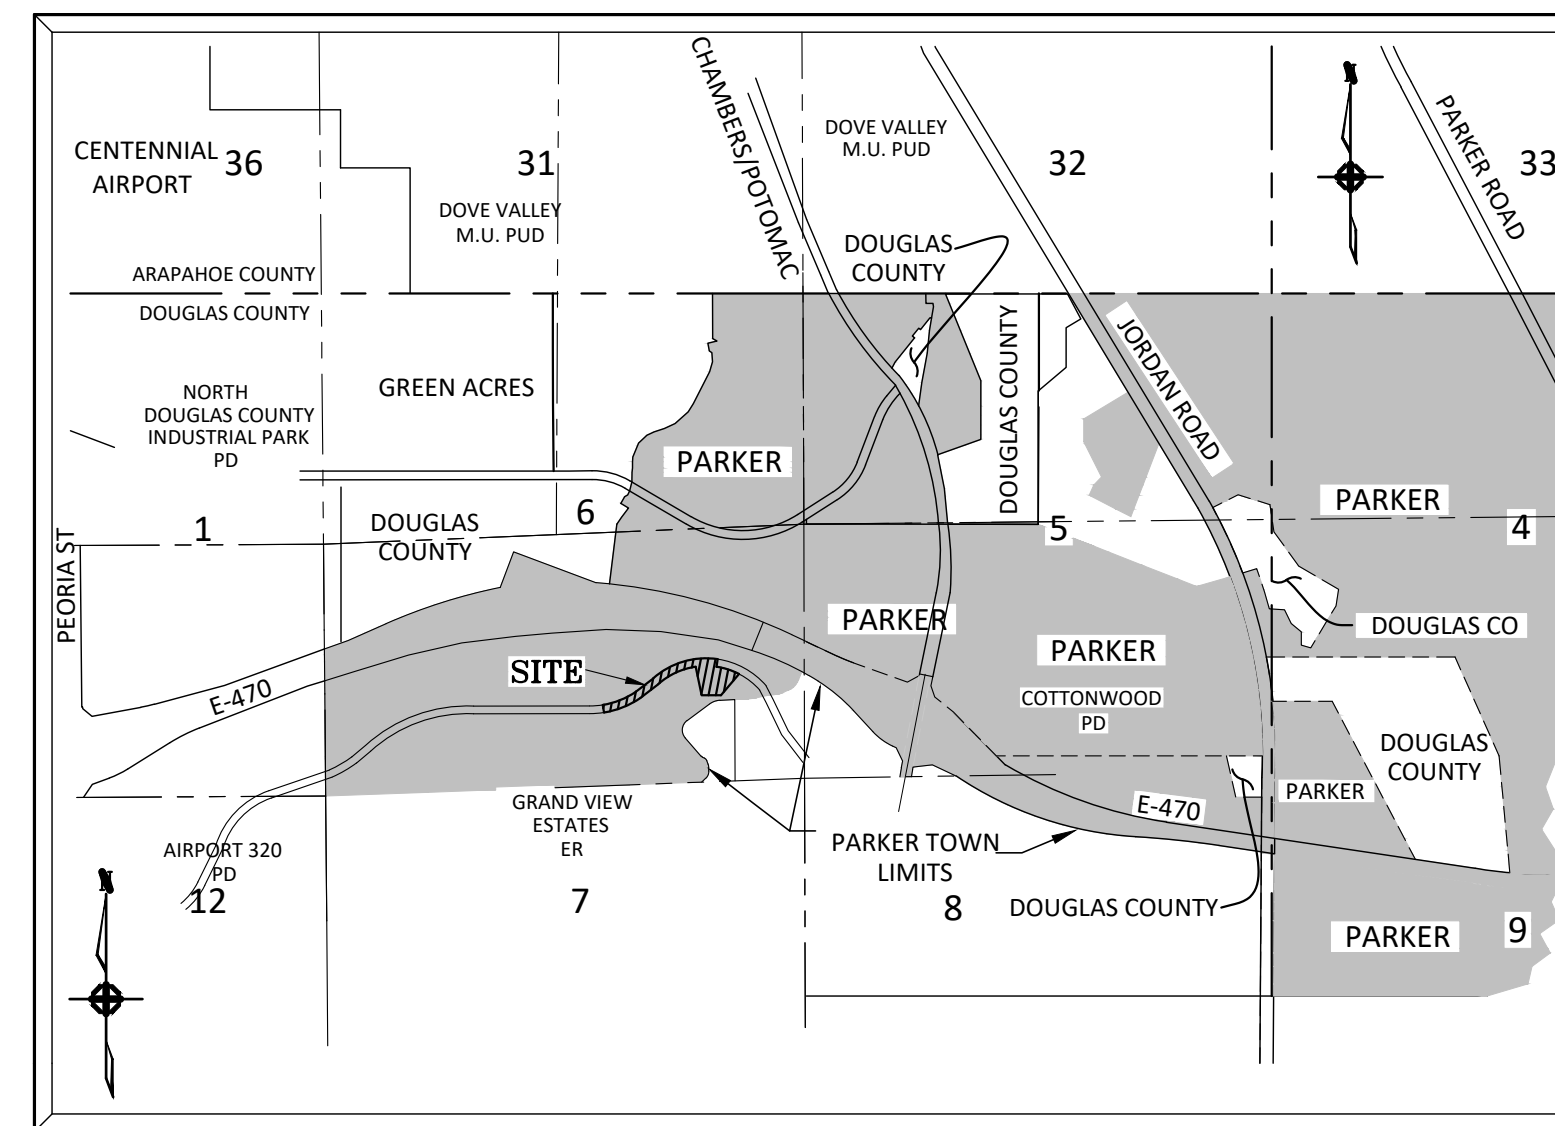 CENTENNIAL
AIRPORT
36
31
DOVE VALLEY
M.U. PUD
CHAMBERS/POTOMAC
DOVE VALLEY
M.U. PUD
32
N
PARKER ROAD
33
DOUGLAS
COUNTY
ARAPAHOE COUNTY
DOUGLAS COUNTY
NORTH
DOUGLAS COUNTY
INDUSTRIAL PARK
PD
GREEN ACRES
PARKER
DOUGLAS COUNTY
JORDAN ROAD
PARKER
PEORIA ST
1
DOUGLAS
COUNTY
6
5
4
PARKER
PARKER
DOUGLAS CO
E-470
SITE
COTTONWOOD
PD
DOUGLAS
COUNTY
GRAND VIEW
ESTATES
ER
PARKER TOWN
LIMITS
E-470
PARKER
AIRPORT 320
PD
12
7
8
DOUGLAS COUNTY
PARKER
9
N